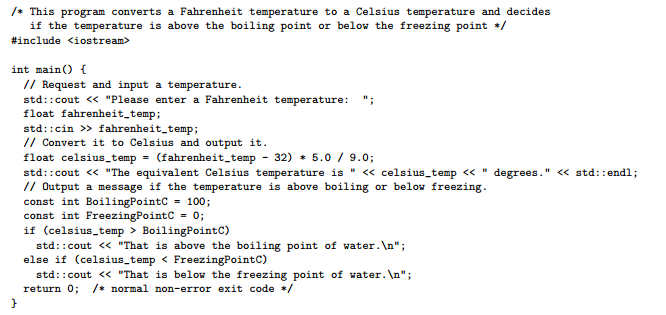 /* This program converts a Fahrenheit temperature to a Celsius temperature and decides
   if the temperature is above the boiling point or below the freezing point */
#include <iostream>

int main() {
  // Request and input a temperature.
  std::cout << "Please enter a Fahrenheit temperature:  ";
  float fahrenheit_temp;
  std::cin >> fahrenheit_temp;
  // Convert it to Celsius and output it.
  float celsius_temp = (fahrenheit_temp - 32) * 5.0 / 9.0;
  std::cout << "The equivalent Celsius temperature is " << celsius_temp << " degrees." << std::endl;
  // Output a message if the temperature is above boiling or below freezing.
  const int BoilingPointC = 100;
  const int FreezingPointC = 0;
  if (celsius_temp > BoilingPointC)
    std::cout << "That is above the boiling point of water.\n";
  else if (celsius_temp < FreezingPointC)
    std::cout << "That is below the freezing point of water.\n";
  return 0;  /* normal non-error exit code */
}